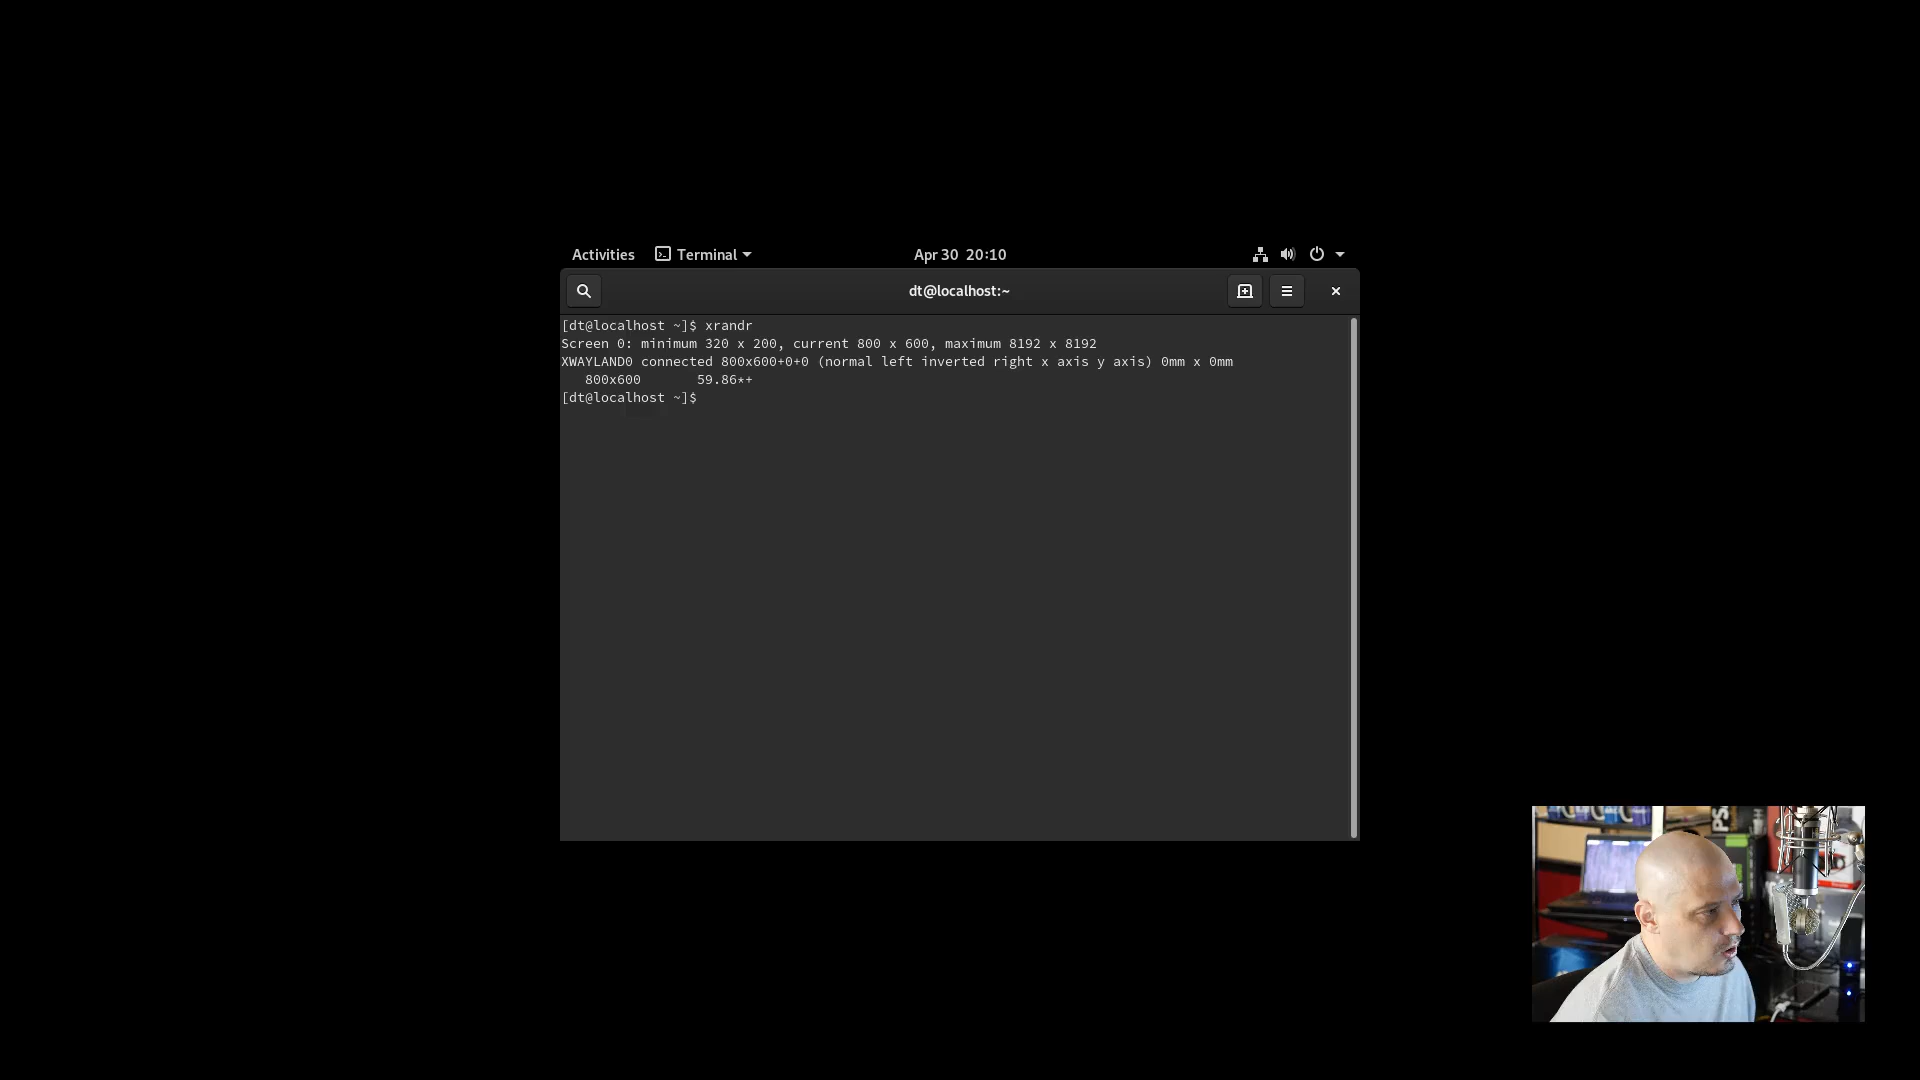 Activities Terminal Apr 30 20:10
dt@localhost:~
[dt@localhost ~]$ xrandr
Screen 0: minimum 320 x 200, current 800 x 600, maximum 8192 x 8192
XWAYLAND0 connected 800x600+0+0 (normal left inverted right x axis y axis) 0mm x 0mm
800x600 59.86*+
[dt@localhost ~]$